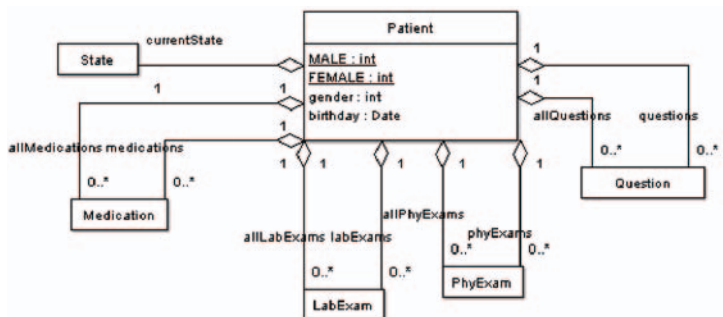 Patient
currentState
State
MALE : int
FEMALE : int
gender : int
birthday : Date
1
1
1
1
allQuestions questions
0..*
0..*
Question
1
1
allMedications medications
0..*
0..*
Medication
1
1
1
1
allPhyExams
allLabExams labExams
phyExams
0..*
0..*
PhyExam
0..*
0..*
LabExam